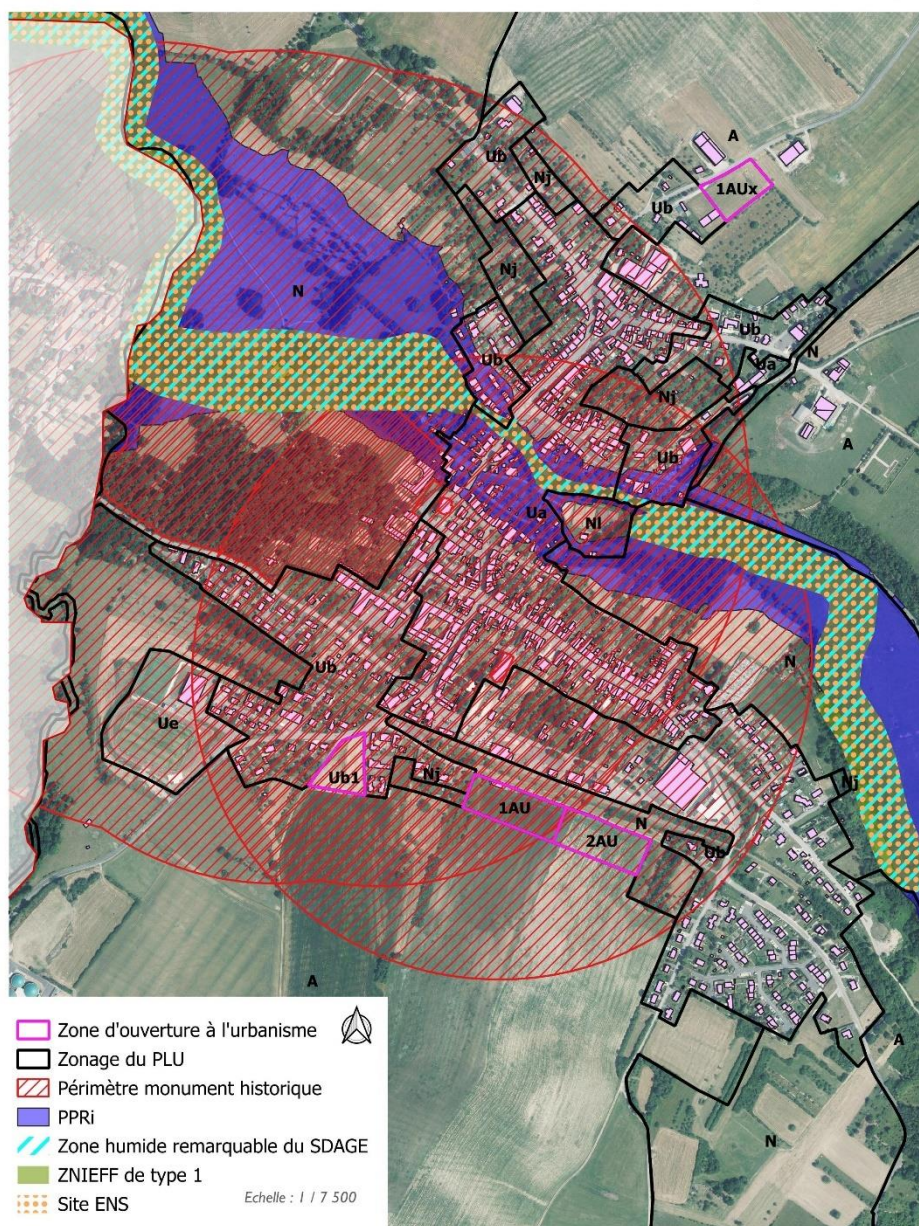 Ub
Nj
A
1AUx
Ub
Nj
N
Ub
N
Ua
Ub
Nj
A
Ub
Ua
Nl
N
Ub
Ue
Ub1
Nj
1AU
N
2AU
Ub
Nj
A
A
N
Zone d'ouverture à l'urbanisme
Zonage du PLU
Périmètre monument historique
PPRi
Zone humide remarquable du SDAGE
ZNIEFF de type 1
Site ENS
Echelle : 1 / 7 500